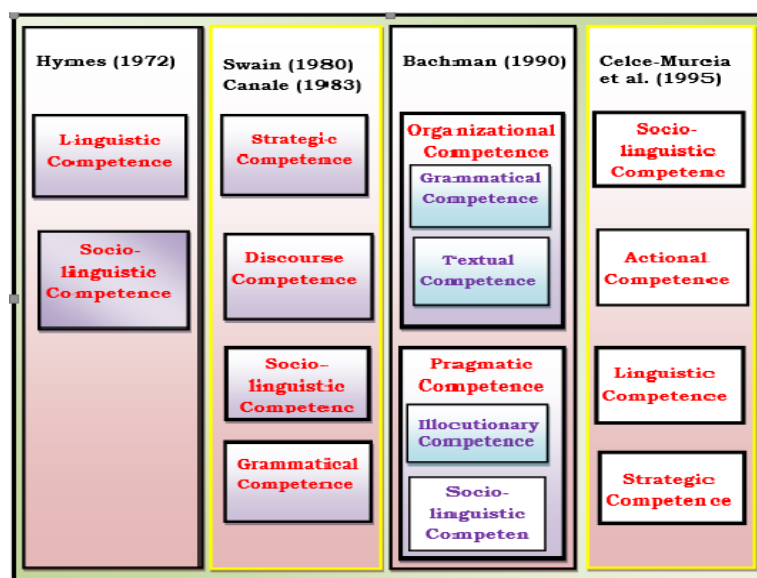 Hymes (1972)
Linguistic
Competence
Socio-
linguistic
Competence
Swain (1980)
Canale (1983)
Strategic
Competence
Discourse
Competence
Socio-
linguistic
Competenc
Grammatical
Competence
Bachman (1990)
Organizational
Competence
Grammatical
Competence
Textual
Competence
Pragmatic
Competence
Illocutionary
Competence
Socio-
linguistic
Competen
Celce-Murcia
et al. (1995)
Socio-
linguistic
Competenc
Actional
Competence
Linguistic
Competence
Strategic
Competence